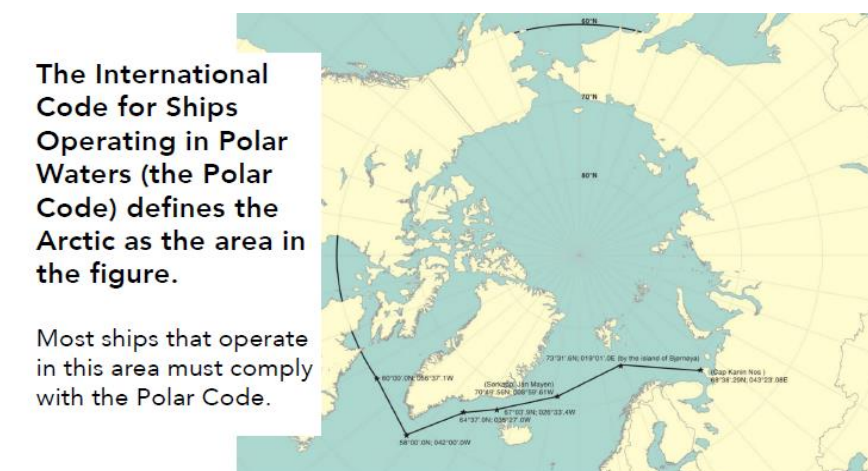 The International
Code for Ships
Operating in Polar
Waters (the Polar
Code) defines the
Arctic as the area in
the figure.
Most ships that operate
in this area must comply
with the Polar Code.
60°N
70°N
80°N
73°31'.6N; 019°01'.0E (by the island of Bjørnøya)
(Cap Kanin Nos )
68°38'.29N; 043°23'.08E
60°00'.0N; 056°37'.1W
(Sørkapp, Jan Mayen)
70°49'.56N; 008°59'.61W
67°03'.9N; 026°33'.4W
64°37'.0N; 035°27'.0W
58°00'.0N; 042°00'.0W